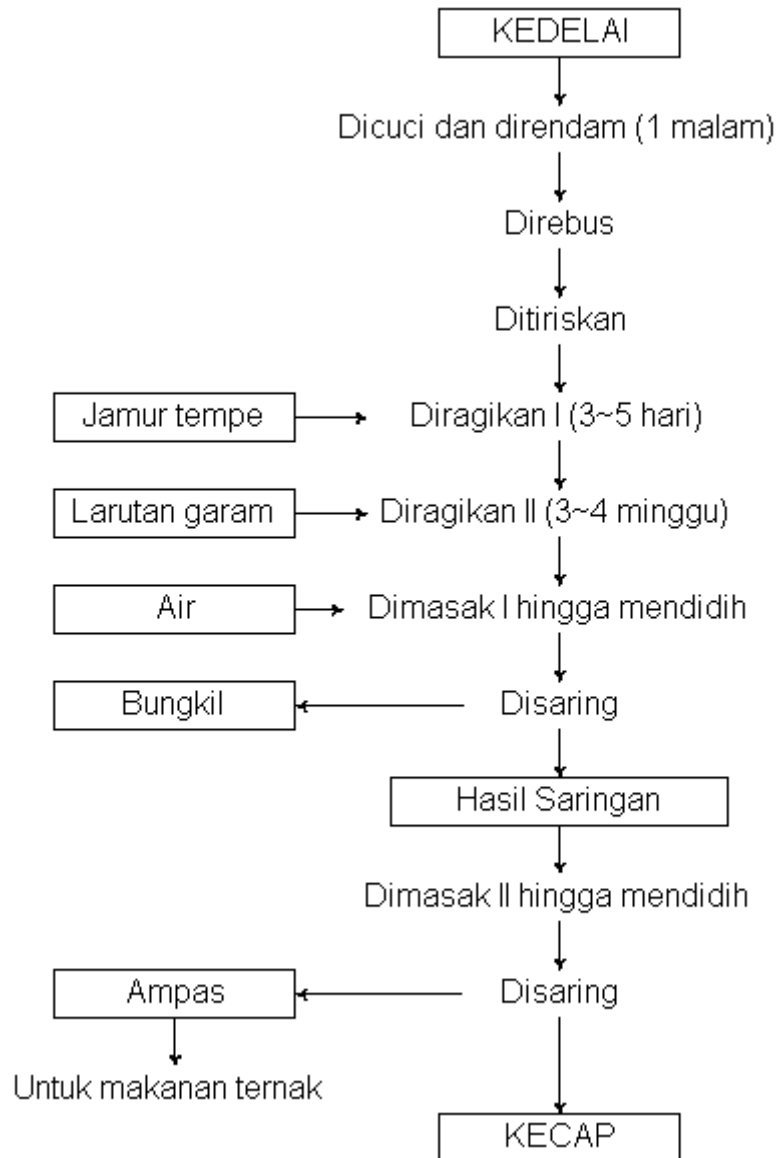 KEDELAI
Dicuci dan direndam (1 malam)
Direbus
Ditiriskan
Jamur tempe
Diragikan I (3~5 hari)
Larutan garam
Diragikan II (3~4 minggu)
Air
Dimasak I hingga mendidih
Bungkil
Disaring
Hasil Saringan
Dimasak II hingga mendidih
Ampas
Disaring
Untuk makanan ternak
KECAP